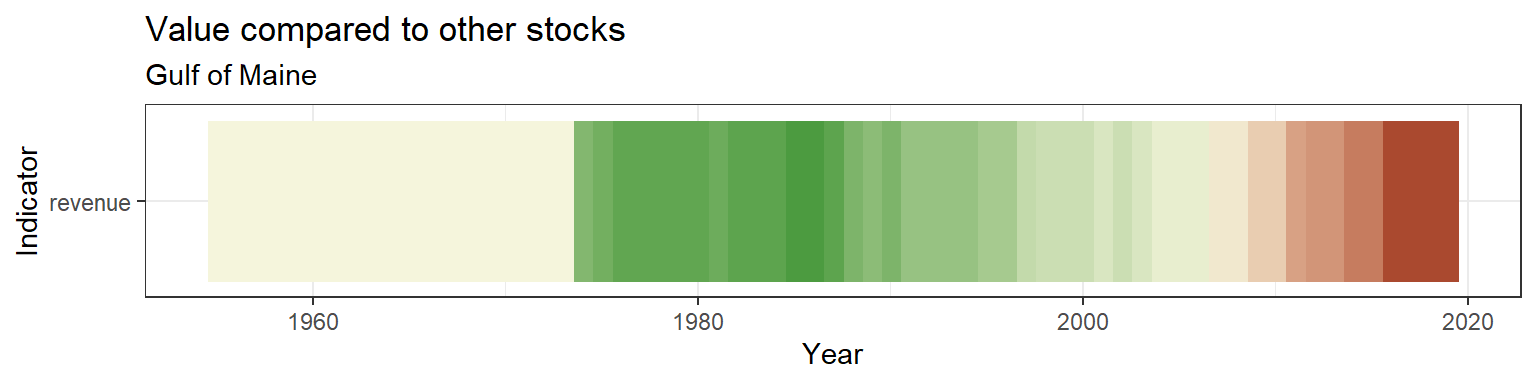 Value compared to other stocks
Gulf of Maine
Indicator
revenue
1960 1980 2000 2020
Year